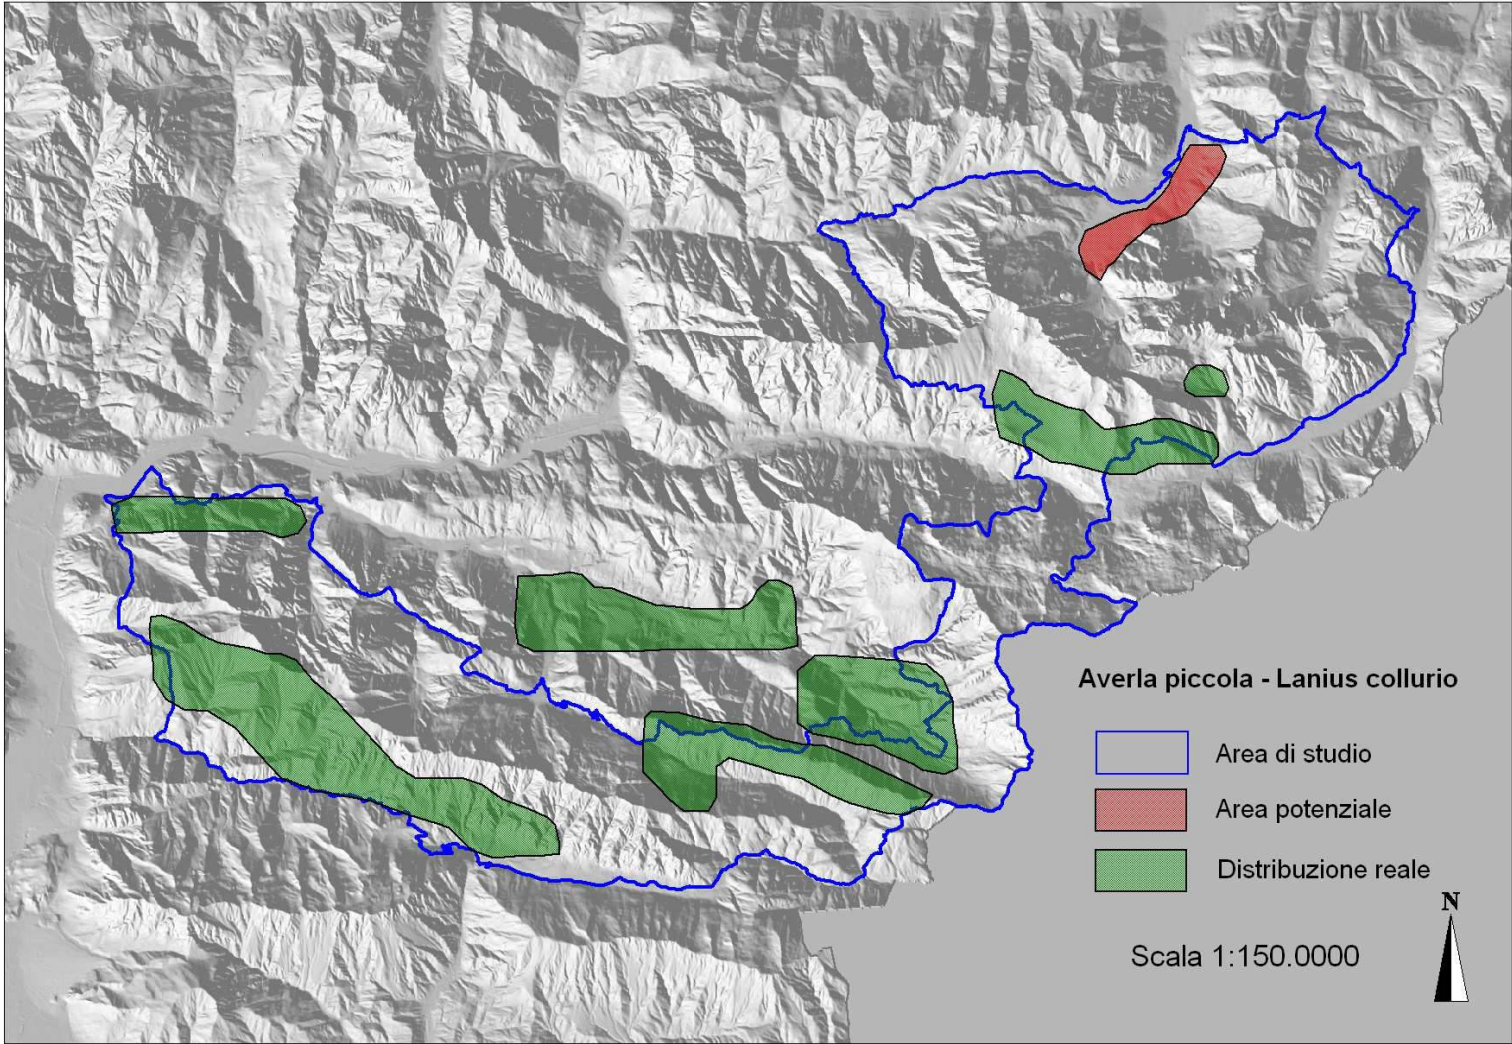 Averla piccola - Lanius collurio
Area di studio
Area potenziale
Distribuzione reale
N
Scala 1:150.0000